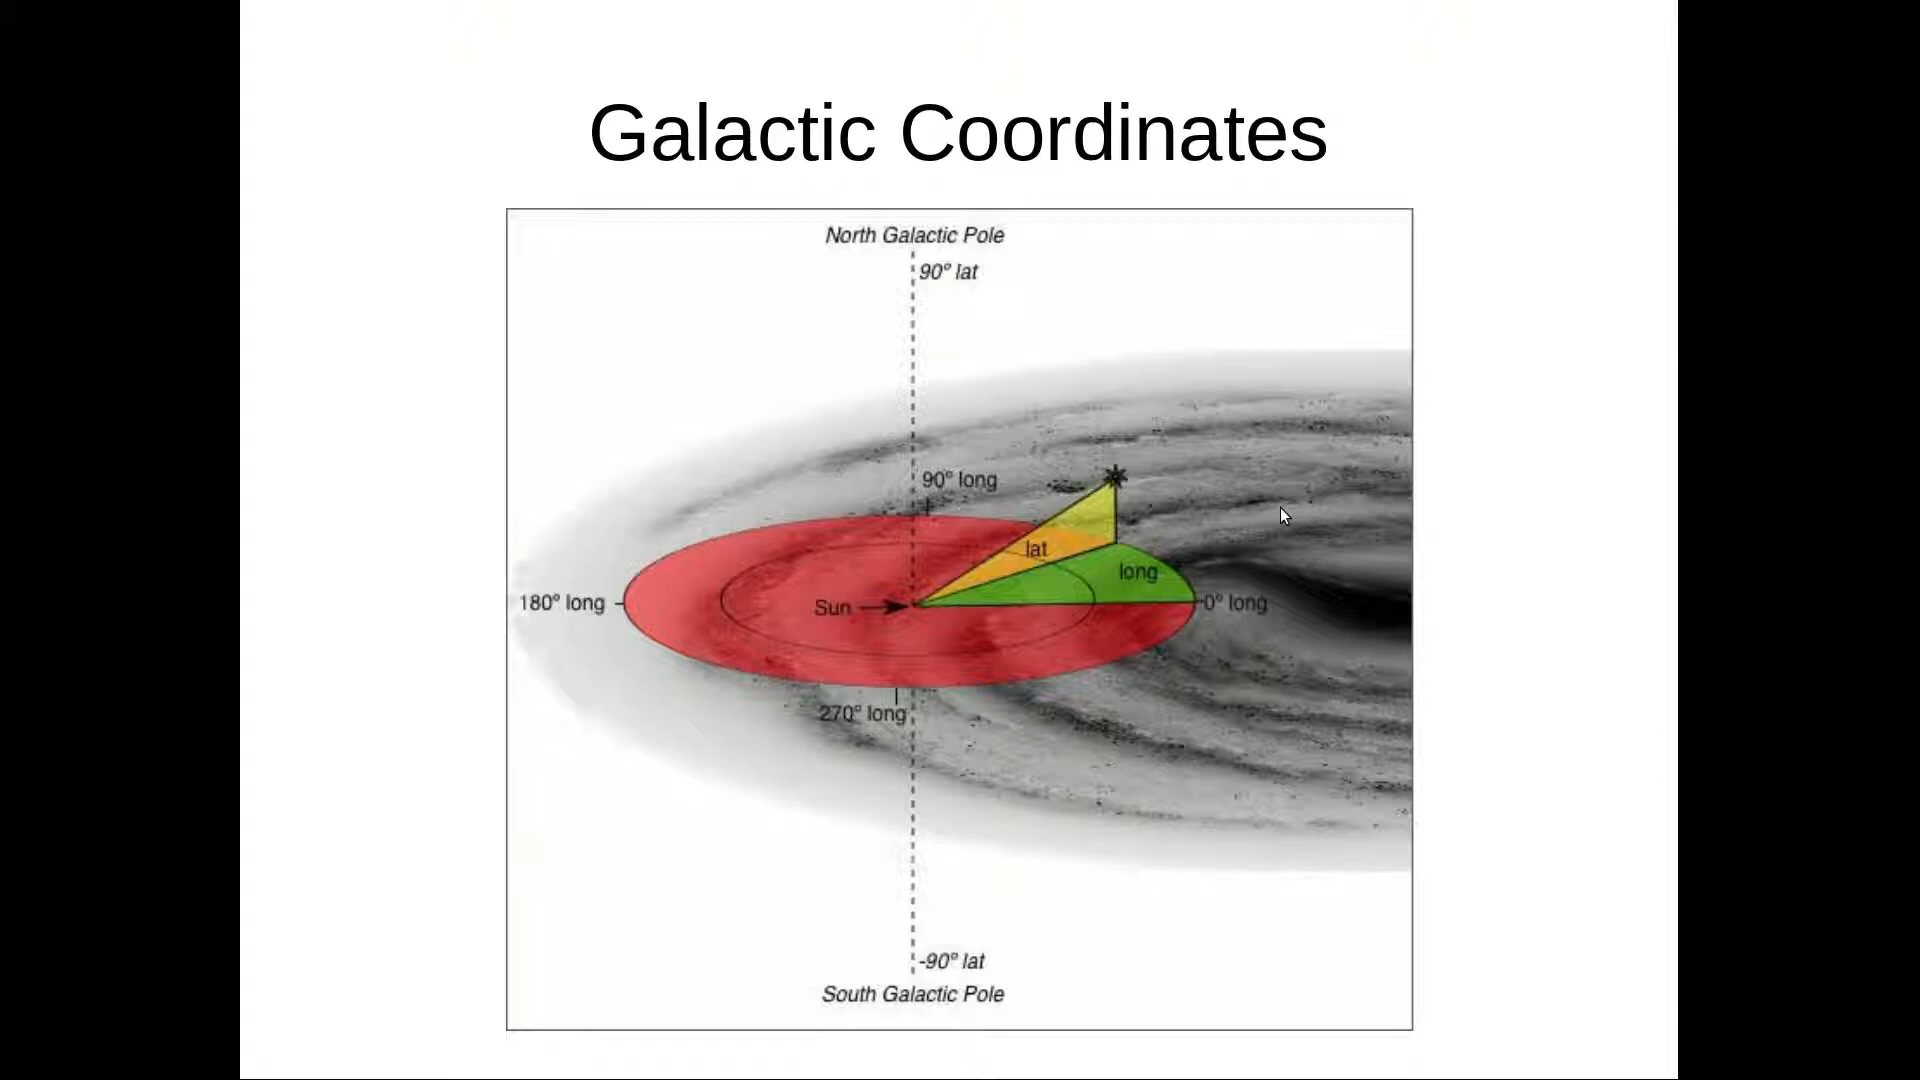 Galactic Coordinates
North Galactic Pole
90° lat
90° long
lat
long
180° long
Sun
0° long
270° long
-90° lat
South Galactic Pole